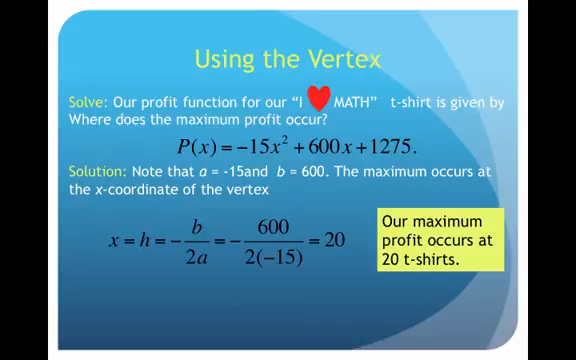 Using the Vertex
Solve: Our profit function for our “I ♥ MATH” t-shirt is given by
Where does the maximum profit occur?
P(x) = −15x² + 600x + 1275.
Solution: Note that a = -15and b = 600. The maximum occurs at
the x-coordinate of the vertex
x = h = − b/2a = − 600/2(−15) = 20
Our maximum
profit occurs at
20 t-shirts.